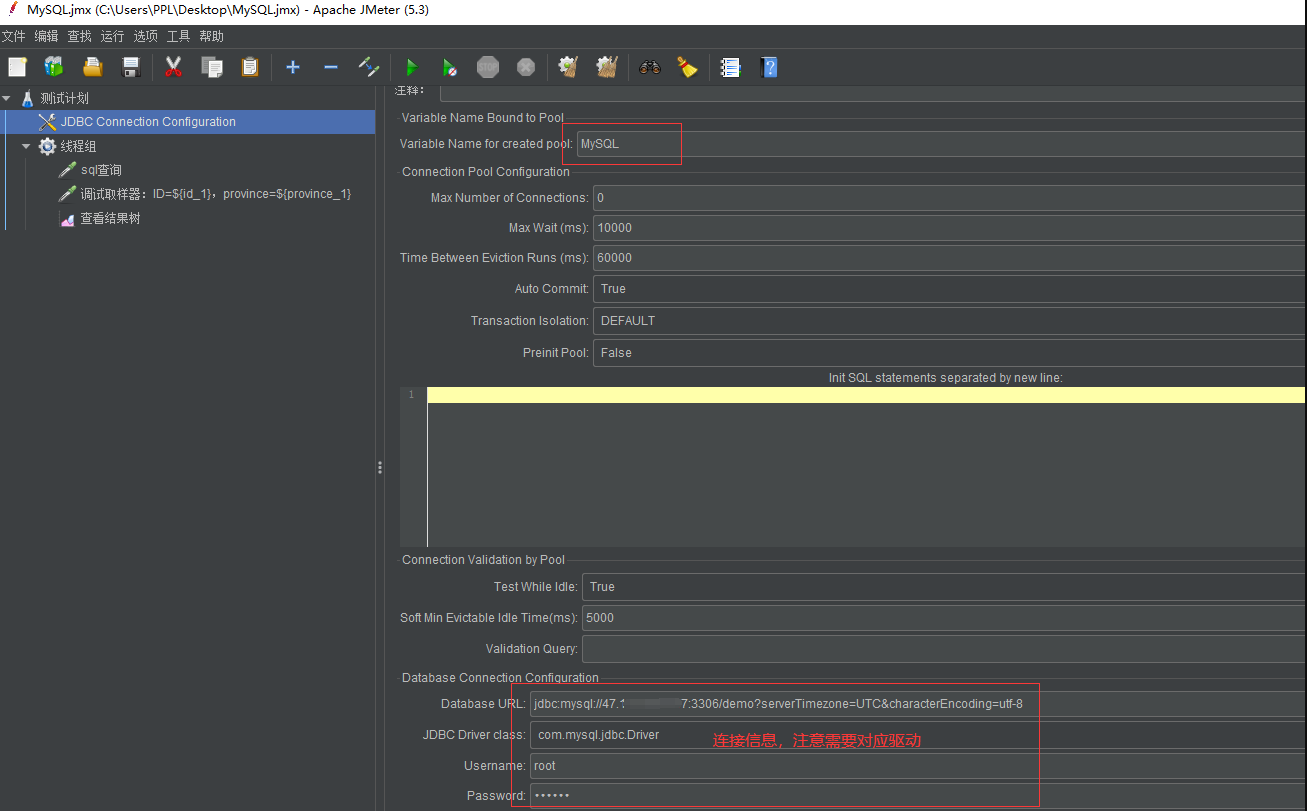 MySQL.jmx (C:\Users\PPL\Desktop\MySQL.jmx) - Apache JMeter (5.3)
文件 编辑 查找 运行 选项 工具 帮助
STOP
测试计划
JDBC Connection Configuration
线程组
sql查询
调试取样器：ID=${id_1}，province=${province_1}
查看结果树
注释：
Variable Name Bound to Pool
Variable Name for created pool: MySQL
Connection Pool Configuration
Max Number of Connections: 0
Max Wait (ms): 10000
Time Between Eviction Runs (ms): 60000
Auto Commit: True
Transaction Isolation: DEFAULT
Preinit Pool: False
Init SQL statements separated by new line:
1
Connection Validation by Pool
Test While Idle: True
Soft Min Evictable Idle Time(ms): 5000
Validation Query:
Database Connection Configuration
Database URL: jdbc:mysql://47.1 7:3306/demo?serverTimezone=UTC&characterEncoding=utf-8
JDBC Driver class: com.mysql.jdbc.Driver
连接信息，注意需要对应驱动
Username: root
Password: ••••••